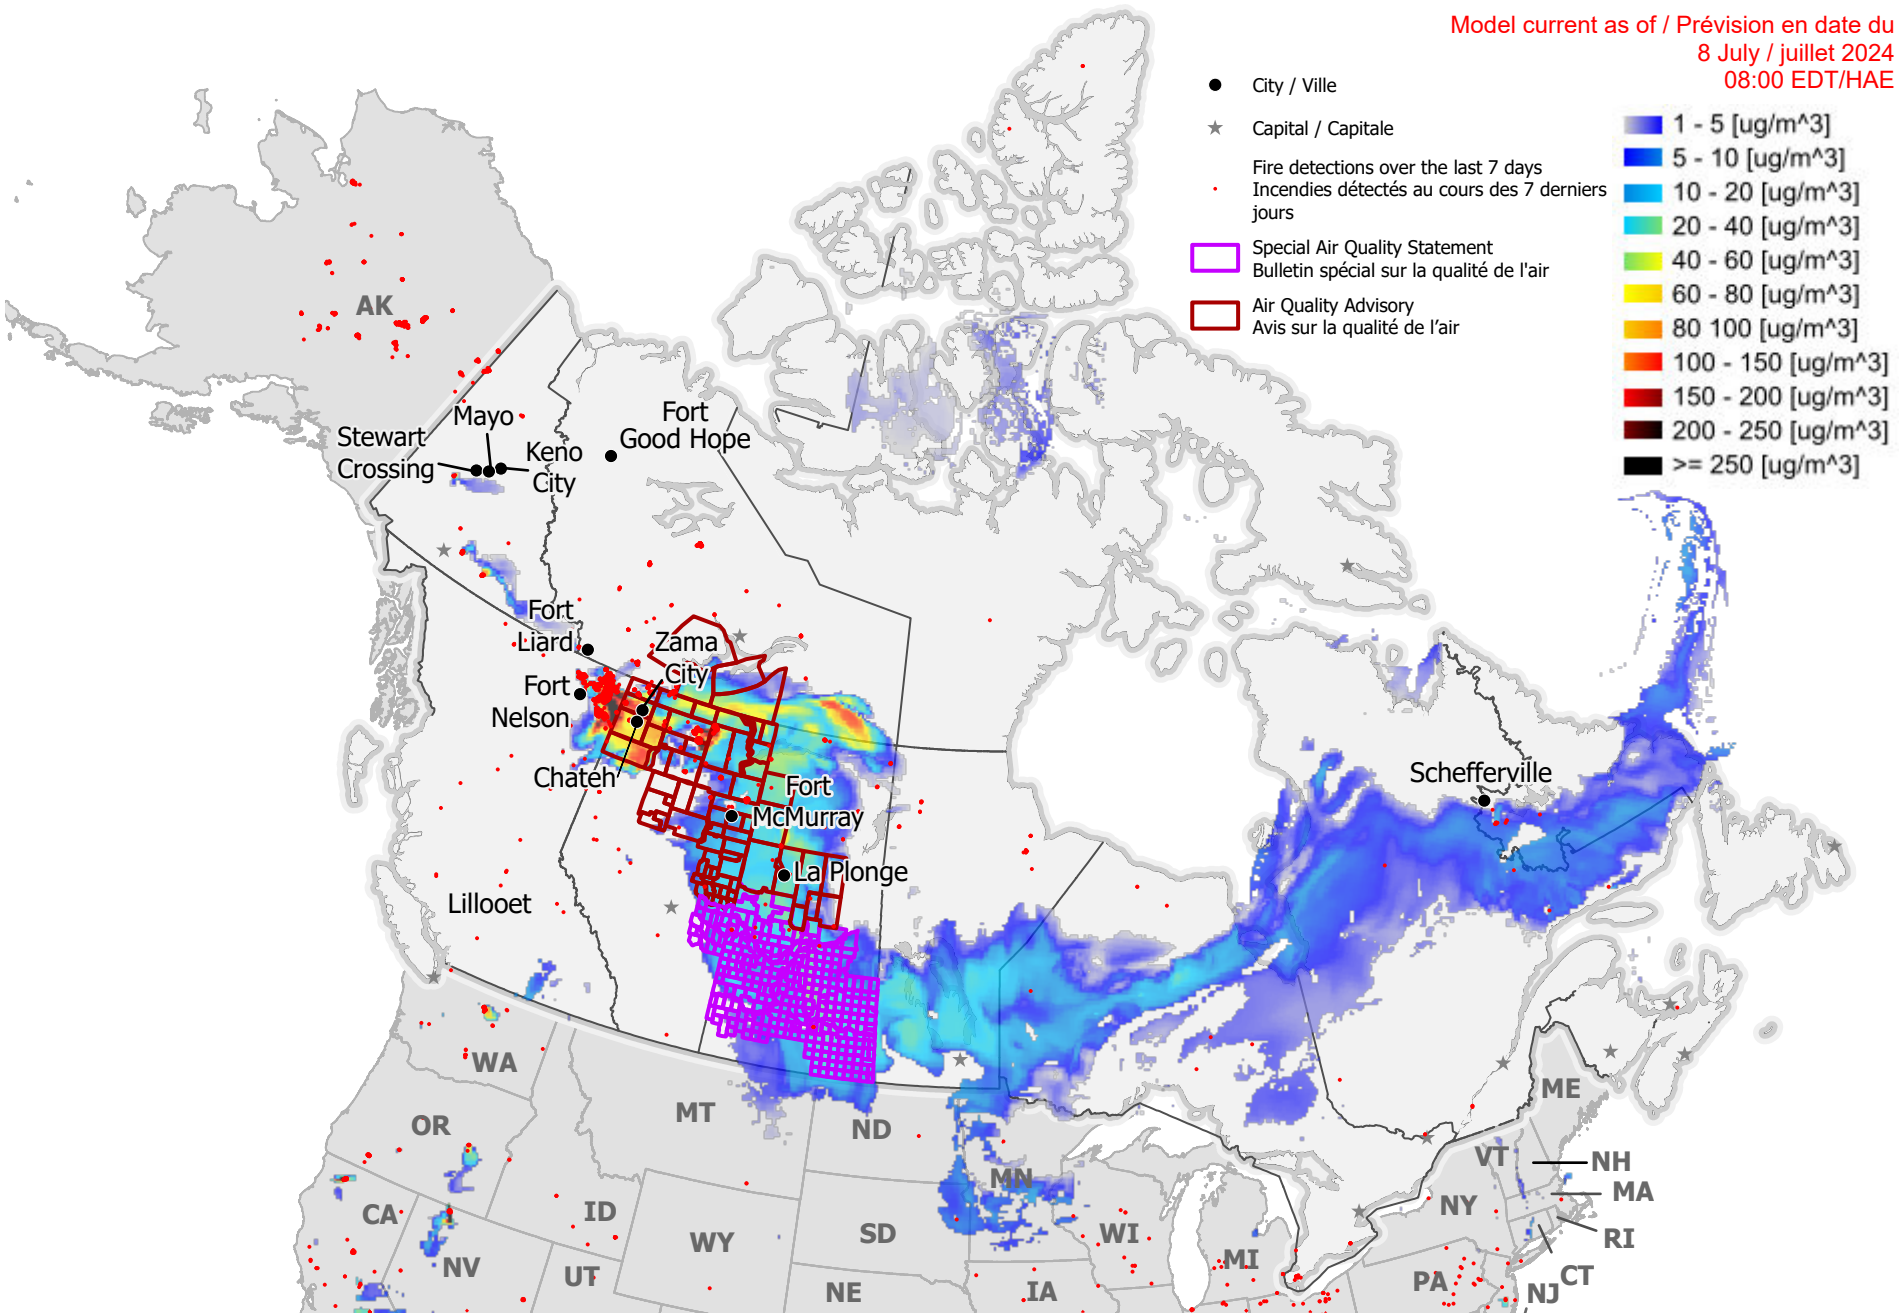 Model current as of / Prévision en date du
8 July / juillet 2024
08:00 EDT/HAE
City / Ville
Capital / Capitale
Fire detections over the last 7 days
Incendies détectés au cours des 7 derniers
jours
Special Air Quality Statement
Bulletin spécial sur la qualité de l'air
Air Quality Advisory
Avis sur la qualité de l’air
1 - 5 [ug/m^3]
5 - 10 [ug/m^3]
10 - 20 [ug/m^3]
20 - 40 [ug/m^3]
40 - 60 [ug/m^3]
60 - 80 [ug/m^3]
80 100 [ug/m^3]
100 - 150 [ug/m^3]
150 - 200 [ug/m^3]
200 - 250 [ug/m^3]
>= 250 [ug/m^3]
AK
Mayo
Stewart
Crossing
Keno
City
Fort
Good Hope
Fort
Liard
Zama
City
Fort
Nelson
Chateh
Fort
McMurray
La Plonge
Lillooet
Schefferville
WA
OR
CA
NV
ID
UT
MT
WY
ND
SD
NE
MN
IA
WI
MI
ME
VT
NH
MA
NY
RI
CT
PA
NJ